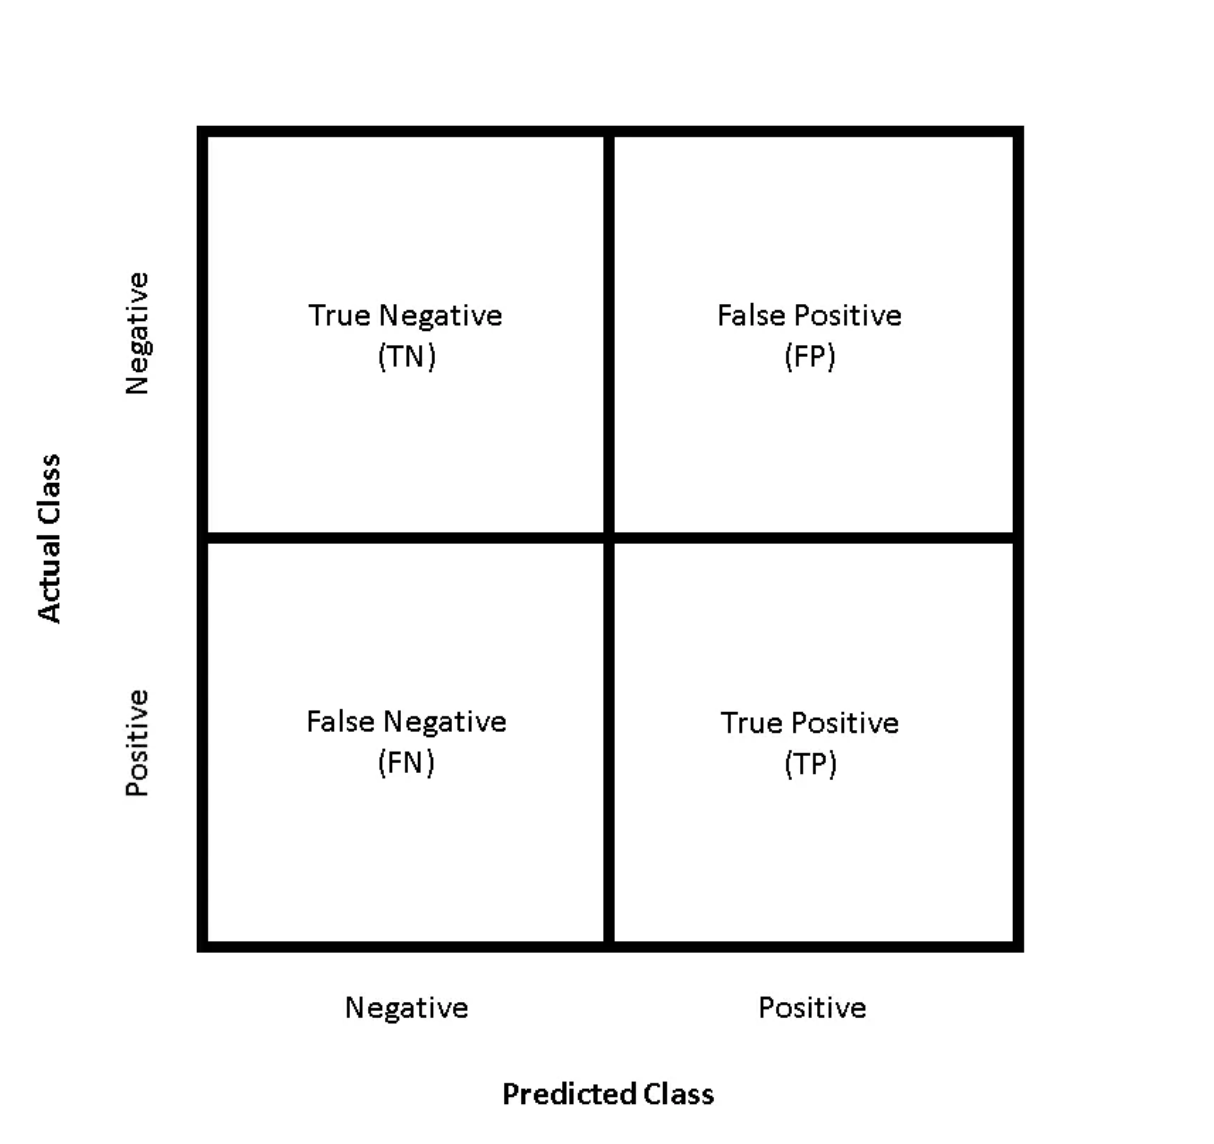 Actual Class
Negative
True Negative
(TN)
False Positive
(FP)
Positive
False Negative
(FN)
True Positive
(TP)
Negative
Positive
Predicted Class